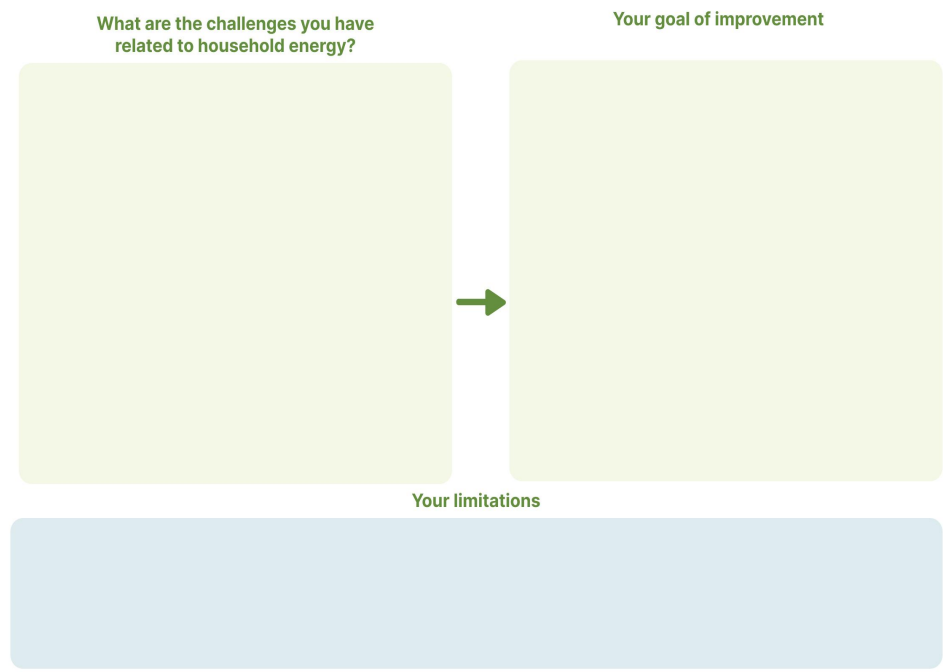 What are the challenges you have
related to household energy?
Your goal of improvement
Your limitations